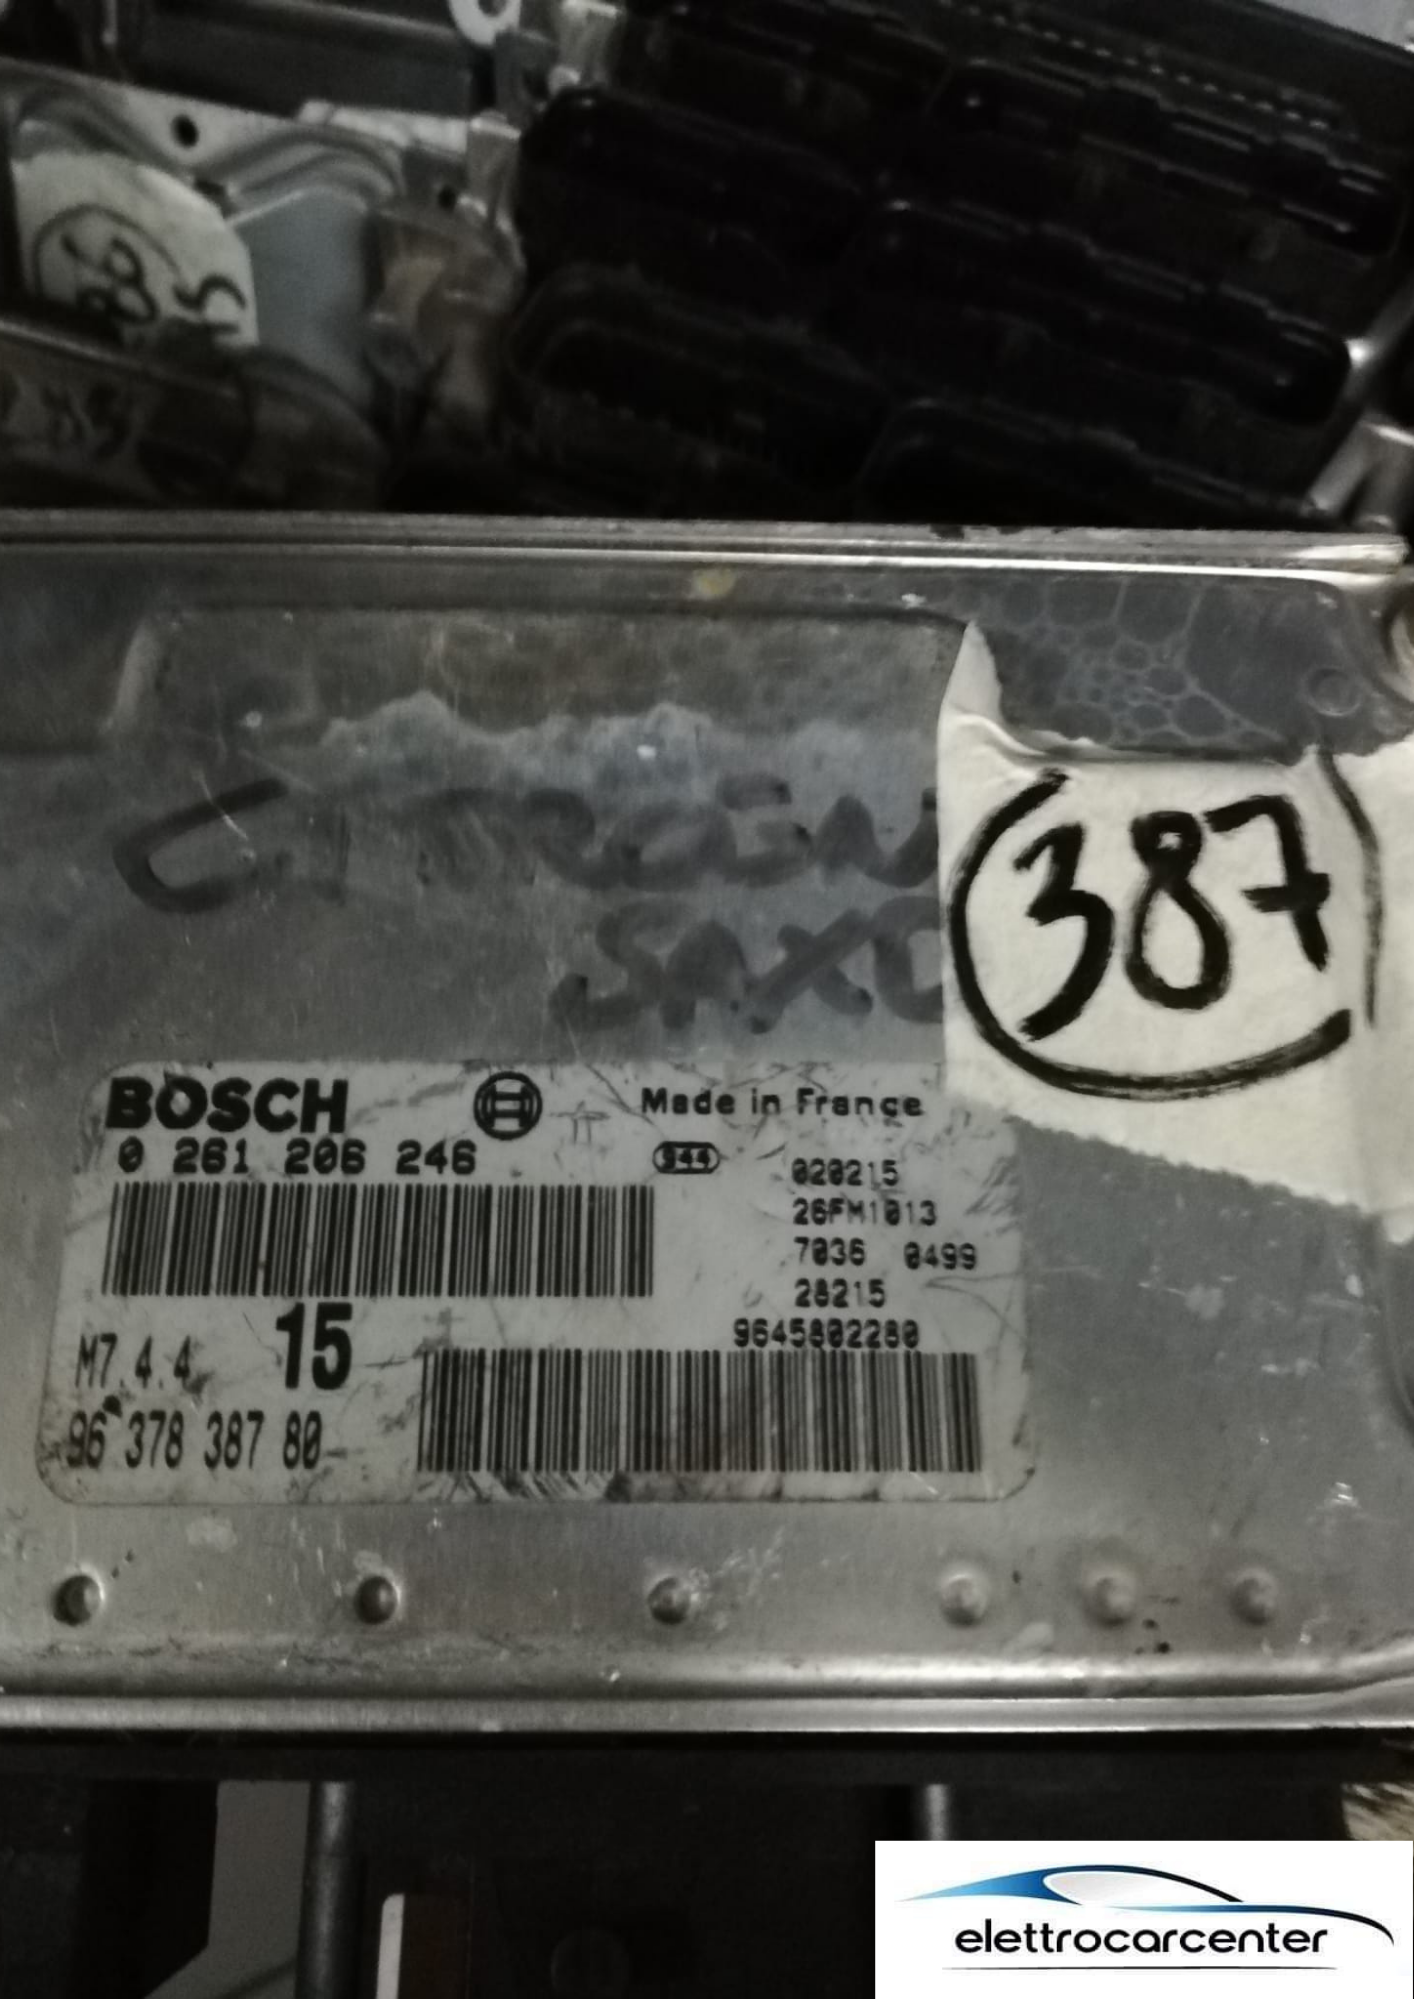 CITROEN
SAXO
387
BOSCH
Made in France
0 261 206 246
944
020215
26FM1013
7036 0499
28215
9645802280
M7.4.4 15
96 378 387 80
elettrocarcenter